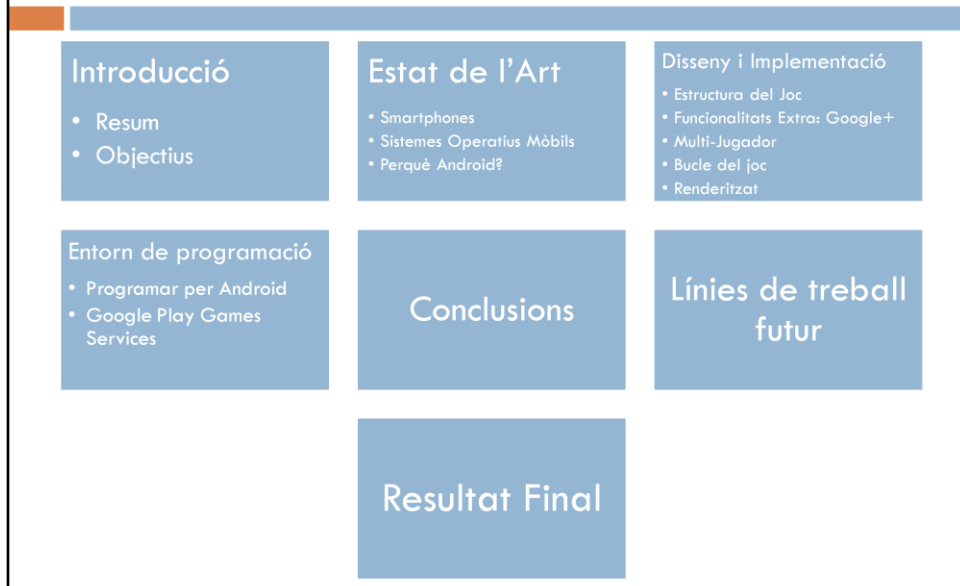 Introducció
• Resum
• Objectius
Estat de l'Art
• Smartphones
• Sistemes Operatius Mòbils
• Perquè Android?
Disseny i Implementació
• Estructura del Joc
• Funcionalitats Extra: Google+
• Multi-Jugador
• Bucle del joc
• Renderitzat
Entorn de programació
• Programar per Android
• Google Play Games
Services
Conclusions
Línies de treball
futur
Resultat Final